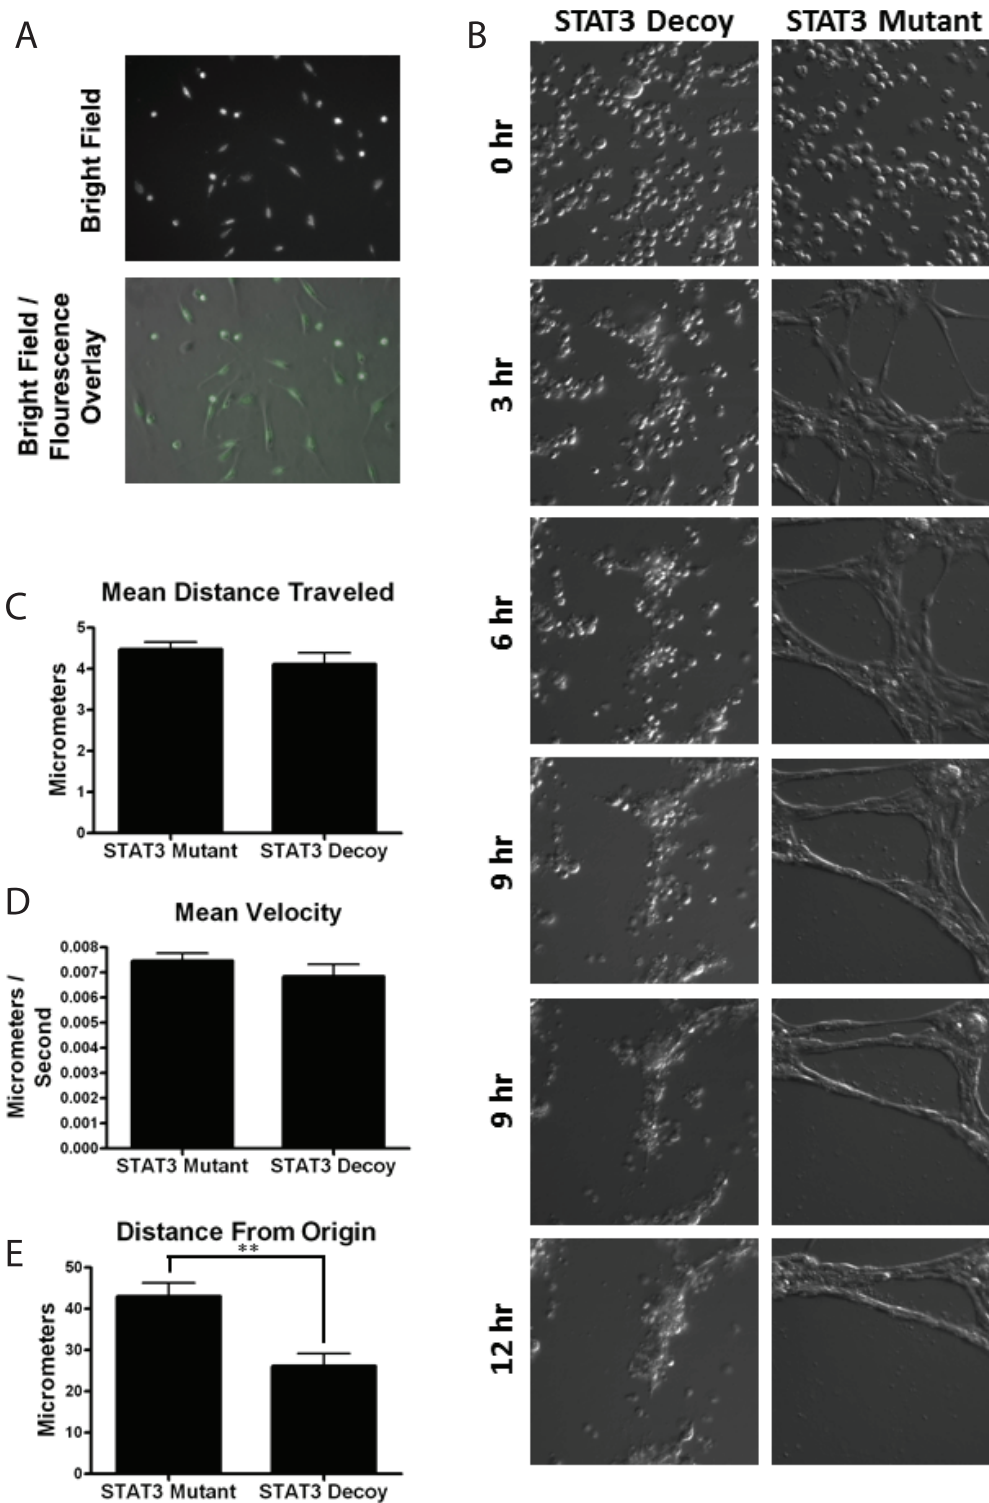 A
Bright Field
Bright Field /
Flourescence
Overlay
B
STAT3 Decoy
STAT3 Mutant
0 hr
3 hr
6 hr
9 hr
9 hr
12 hr
C
Mean Distance Traveled
Micrometers
5
4
3
2
1
0
STAT3 Mutant
STAT3 Decoy
D
Mean Velocity
Micrometers /
Second
0.008
0.007
0.006
0.005
0.004
0.003
0.002
0.001
0.000
STAT3 Mutant
STAT3 Decoy
E
Distance From Origin
**
Micrometers
50
40
30
20
10
0
STAT3 Mutant
STAT3 Decoy